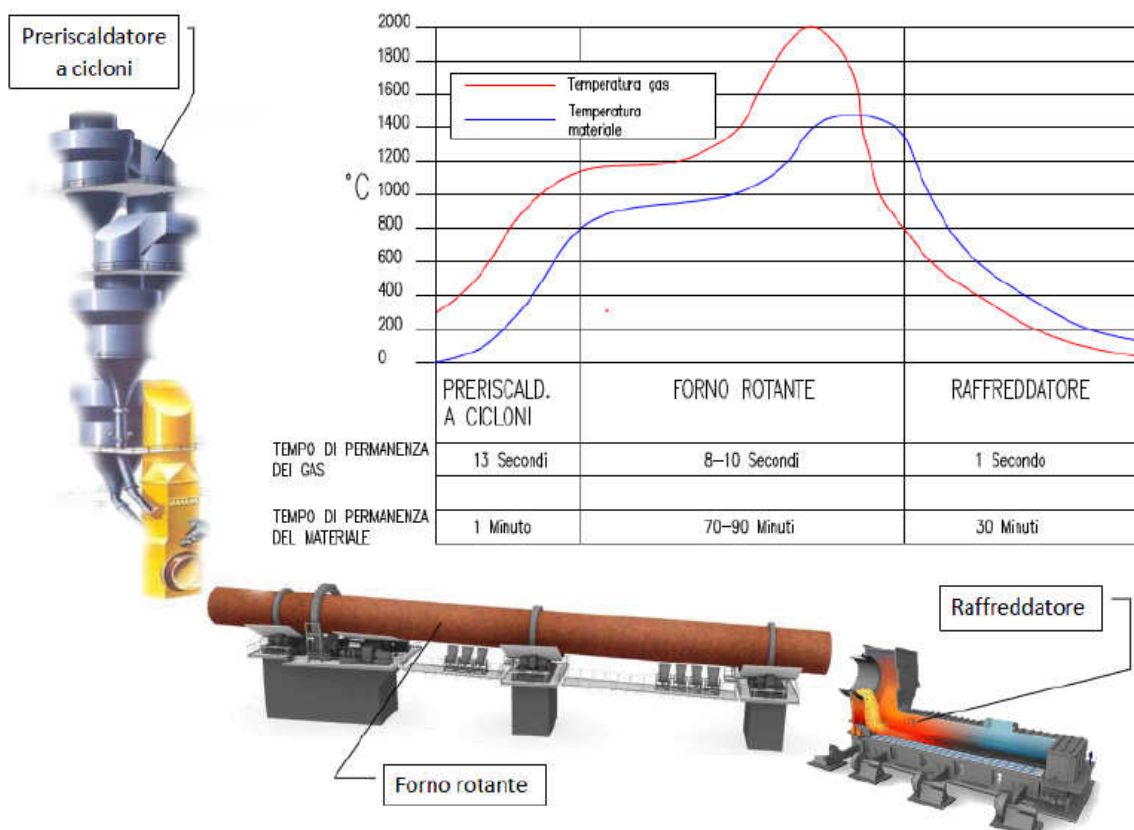 Preriscaldatore
a cicloni
2000
1800
1600
1400
1200
°C
1000
800
600
400
200
0
Temperatura gas
Temperatura
materiale
PRERISCALD.
A CICLONI
FORNO ROTANTE
RAFFREDDATORE
TEMPO DI PERMANENZA
DEI GAS
13 Secondi
8-10 Secondi
1 Secondo
TEMPO DI PERMANENZA
DEL MATERIALE
1 Minuto
70-90 Minuti
30 Minuti
Raffreddatore
Forno rotante